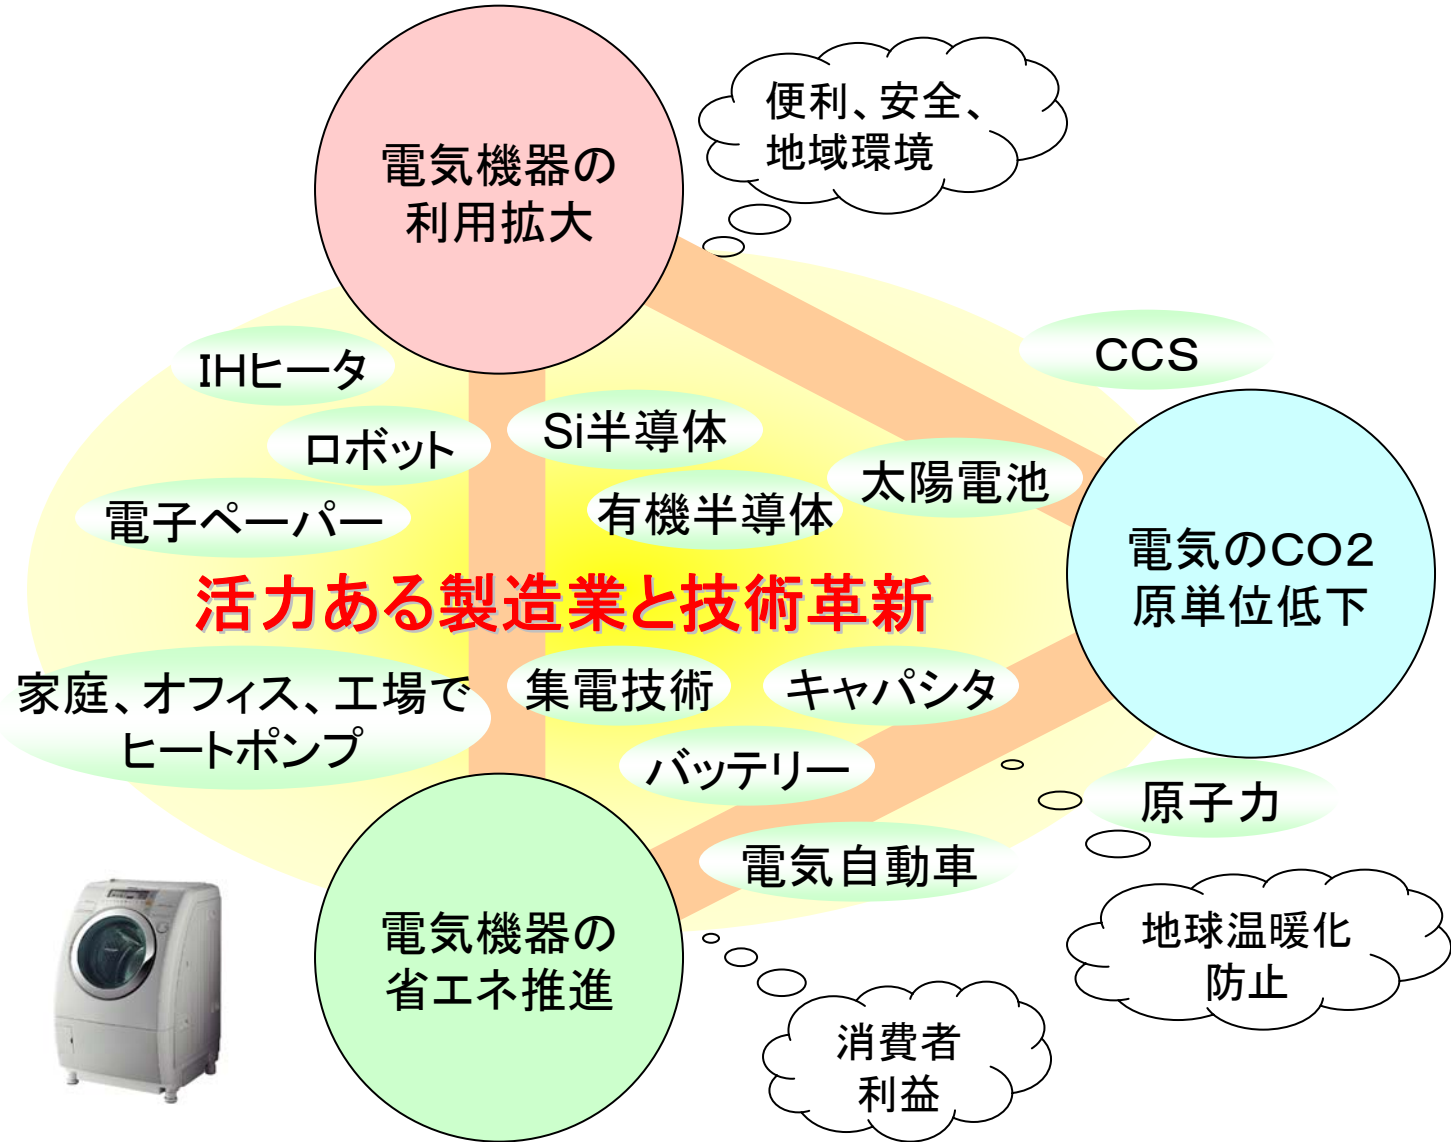 便利、安全、
地域環境
電気機器の
利用拡大
CCS
IHヒータ
Si半導体
ロボット
太陽電池
電子ペーパー
有機半導体
電気のCO2
原単位低下
活力ある製造業と技術革新
家庭、オフィス、工場で
ヒートポンプ
集電技術
キャパシタ
バッテリー
原子力
電気自動車
電気機器の
省エネ推進
地球温暖化
防止
消費者
利益